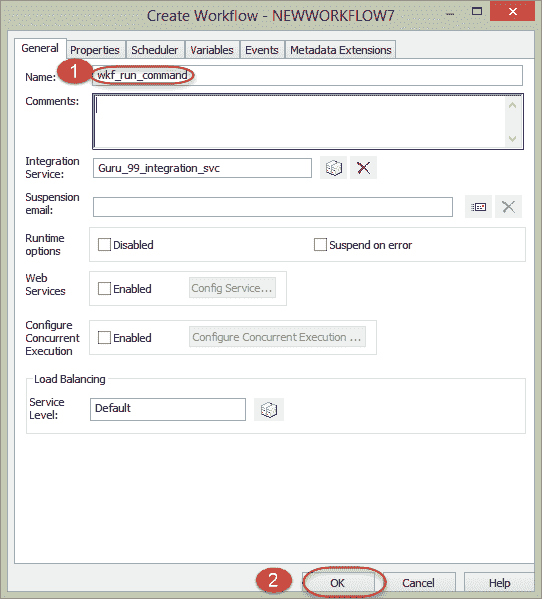 Create Workflow - NEWWORKFLOW7
General Properties Scheduler Variables Events Metadata Extensions
1
Name: wkf_run_command
Comments:
Integration Service: Guru_99_integration_svc
Suspension email:
Runtime options Disabled Suspend on error
Web Services Enabled Config Service...
Configure Concurrent Execution Enabled Configure Concurrent Execution ...
Load Balancing
Service Level: Default
2 OK Cancel Help